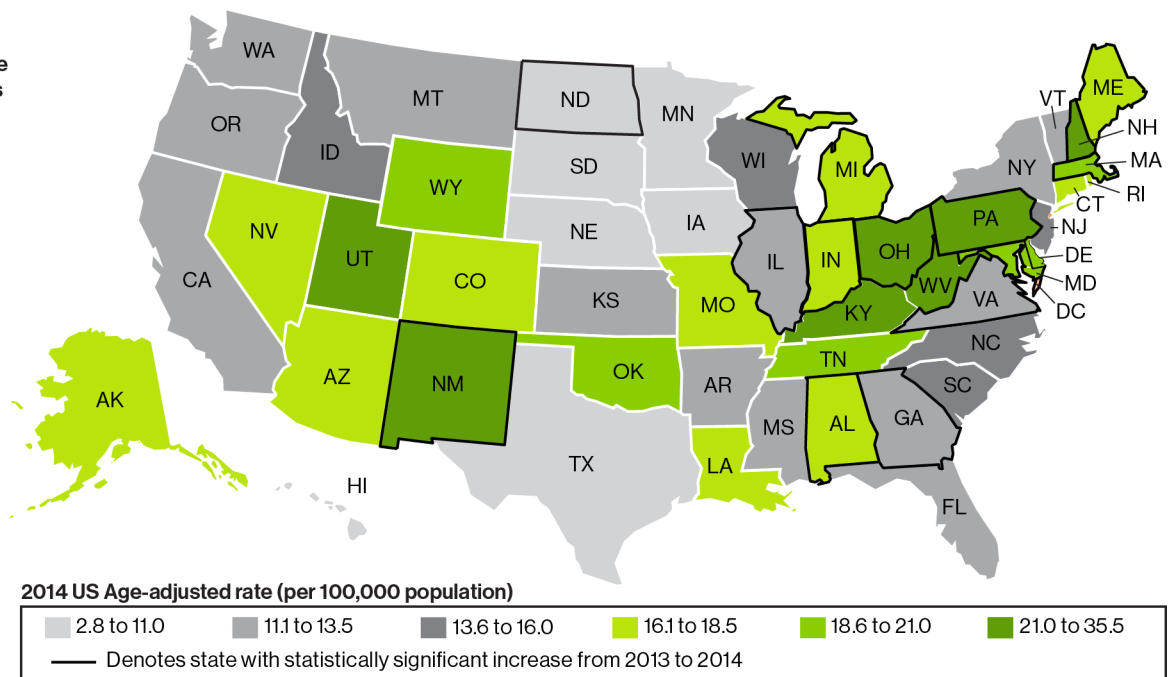 e
s
WA
MT
ND
MN
OR
ID
SD
WI
MI
VT
ME
NH
NY
MA
RI
CT
WY
NE
IA
PA
NJ
NV
UT
CO
IL
IN
OH
DE
MD
DC
CA
KS
MO
WV
VA
KY
NC
AZ
NM
OK
TN
SC
AR
AK
MS
AL
GA
TX
LA
HI
FL
2014 US Age-adjusted rate (per 100,000 population)
2.8 to 11.0 11.1 to 13.5 13.6 to 16.0 16.1 to 18.5 18.6 to 21.0 21.0 to 35.5
Denotes state with statistically significant increase from 2013 to 2014